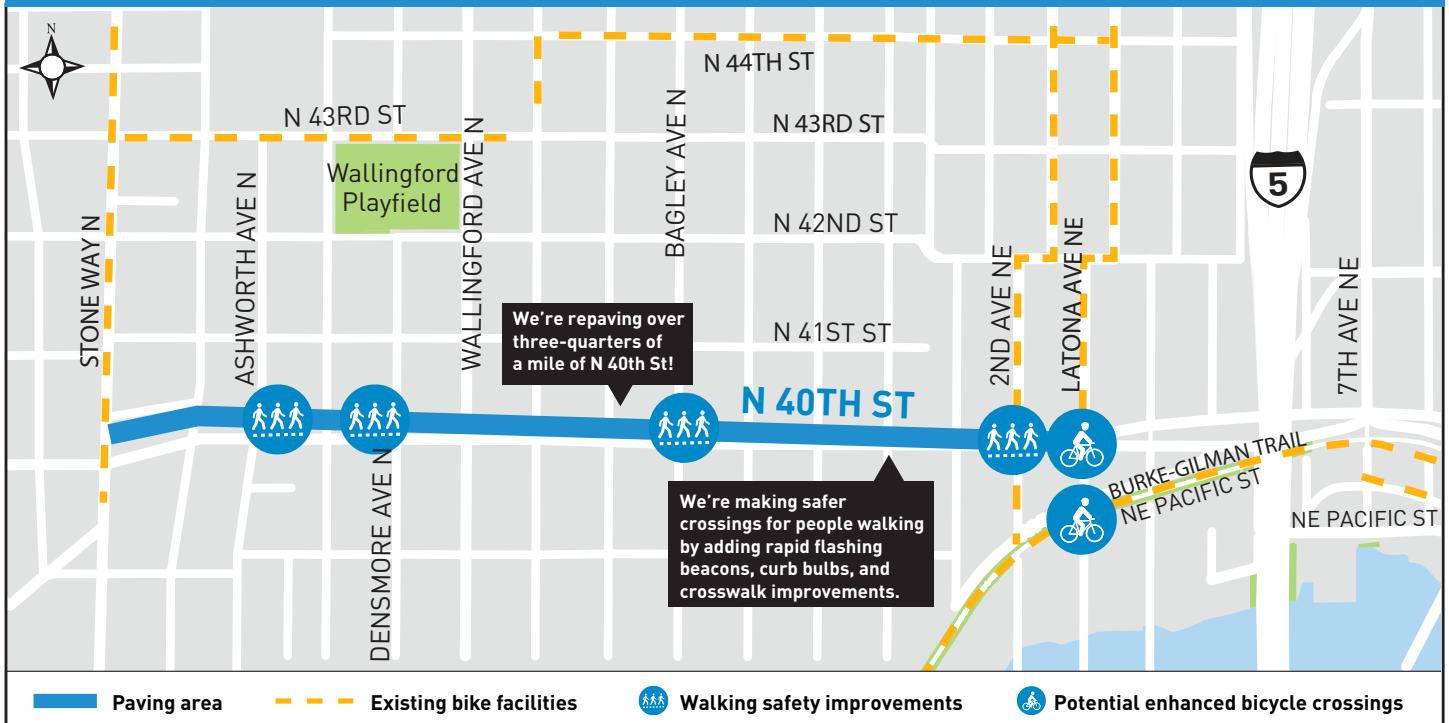 N
N 44TH ST
N 43RD ST
N 43RD ST
Wallingford
Playfield
STONE WAY N
ASHWORTH AVE N
WALLINGFORD AVE N
BAGLEY AVE N
N 42ND ST
5
2ND AVE NE
LATONA AVE NE
7TH AVE NE
We're repaving over
three-quarters of
a mile of N 40th St!
N 41ST ST
N 40TH ST
DENSMORE AVE N
We're making safer
crossings for people walking
by adding rapid flashing
beacons, curb bulbs, and
crosswalk improvements.
BURKE-GILMAN TRAIL
NE PACIFIC ST
NE PACIFIC ST
Paving area
Existing bike facilities
Walking safety improvements
Potential enhanced bicycle crossings